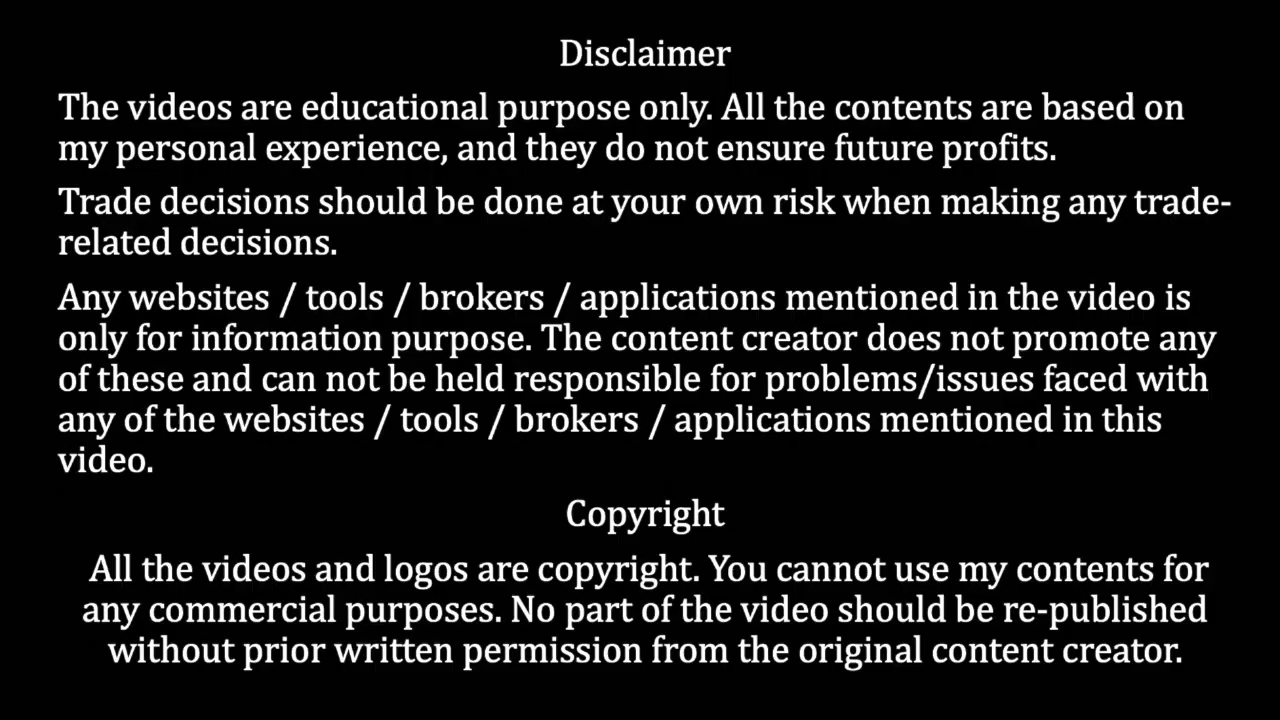 Disclaimer
The videos are educational purpose only. All the contents are based on
my personal experience, and they do not ensure future profits.
Trade decisions should be done at your own risk when making any trade-
related decisions.
Any websites / tools / brokers / applications mentioned in the video is
only for information purpose. The content creator does not promote any
of these and can not be held responsible for problems/issues faced with
any of the websites / tools / brokers / applications mentioned in this
video.
Copyright
All the videos and logos are copyright. You cannot use my contents for
any commercial purposes. No part of the video should be re-published
without prior written permission from the original content creator.